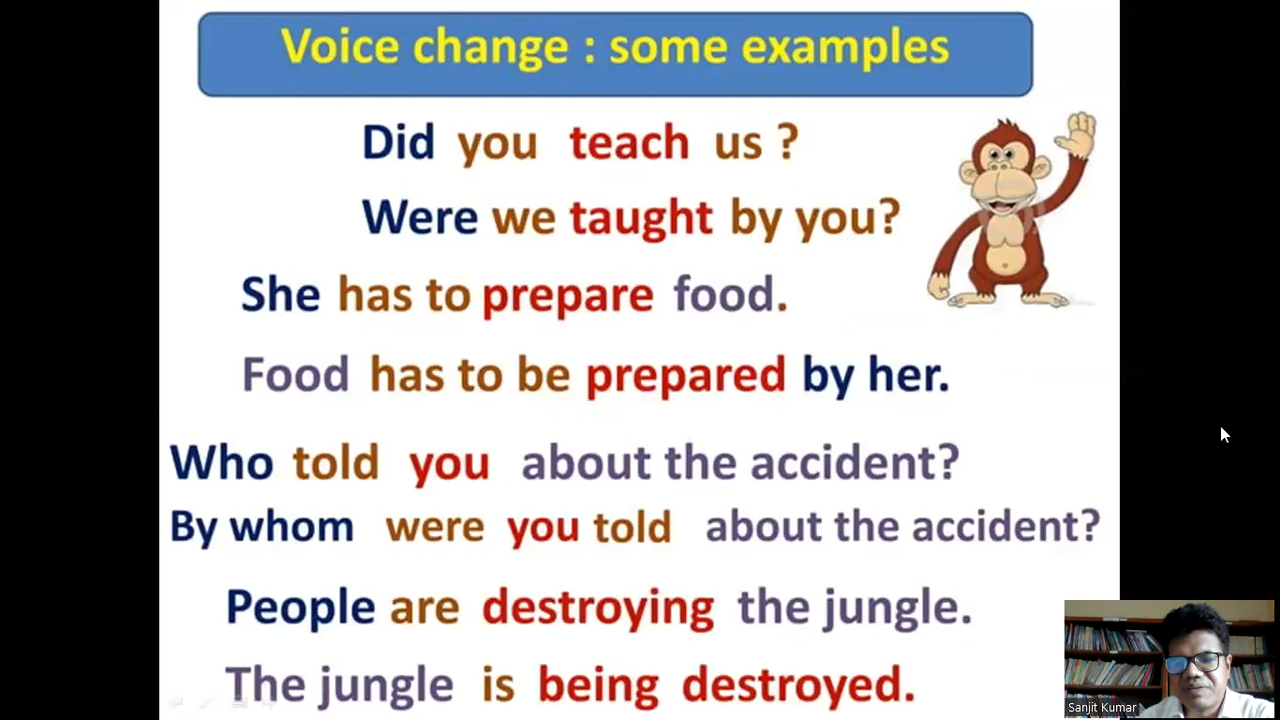 Voice change : some examples
Did you teach us ?
Were we taught by you?
She has to prepare food.
Food has to be prepared by her.
Who told you about the accident?
By whom were you told about the accident?
People are destroying the jungle.
The jungle is being destroyed.
Sanjit Kumar